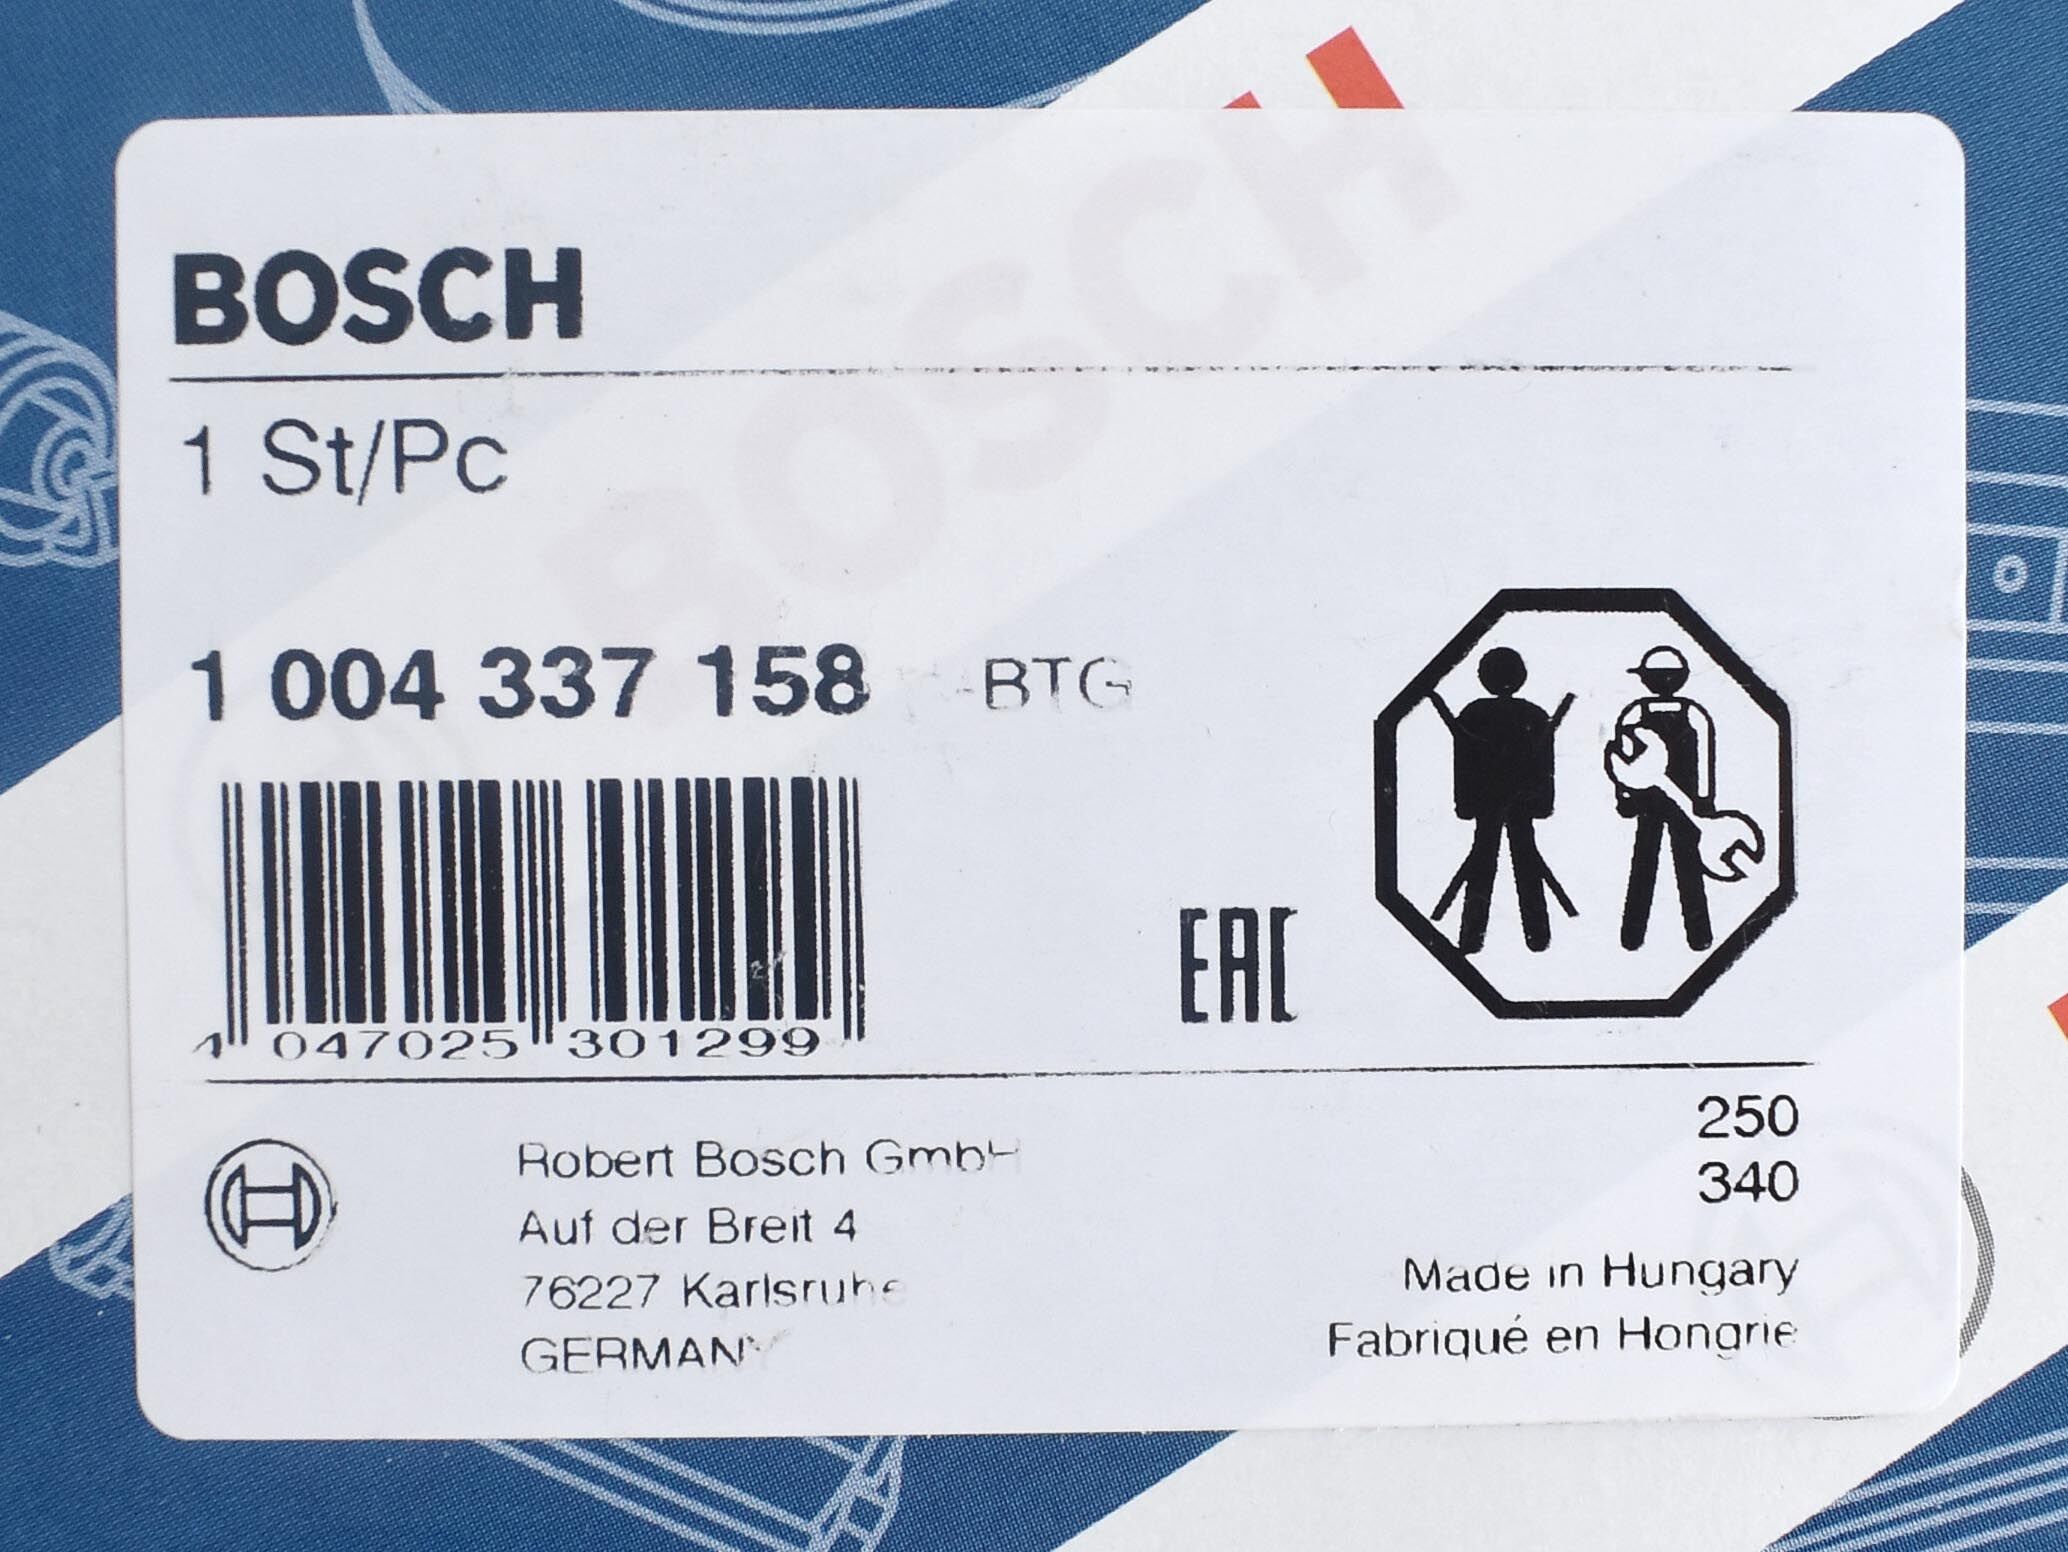 BOSCH
BOSCH
1 St/Pc
1 004 337 158 -BTG
EAC
4 047025 301299
250
340
Robert Bosch GmbH
Auf der Breit 4
76227 Karlsruhe
GERMANY
Made in Hungary
Fabriqué en Hongrie